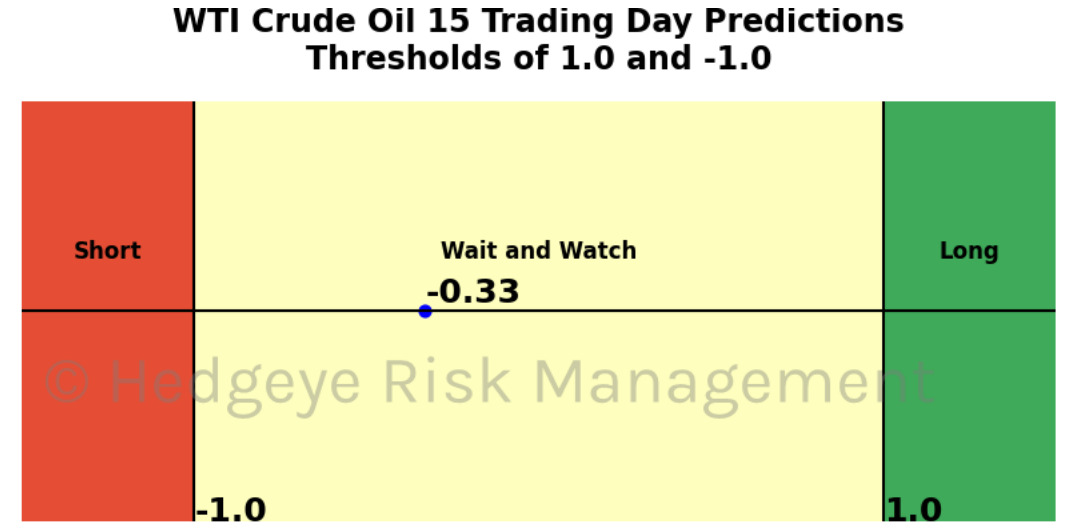 WTI Crude Oil 15 Trading Day Predictions
Thresholds of 1.0 and -1.0
Short
Wait and Watch
Long
-0.33
© Hedgeye Risk Management
-1.0
1.0